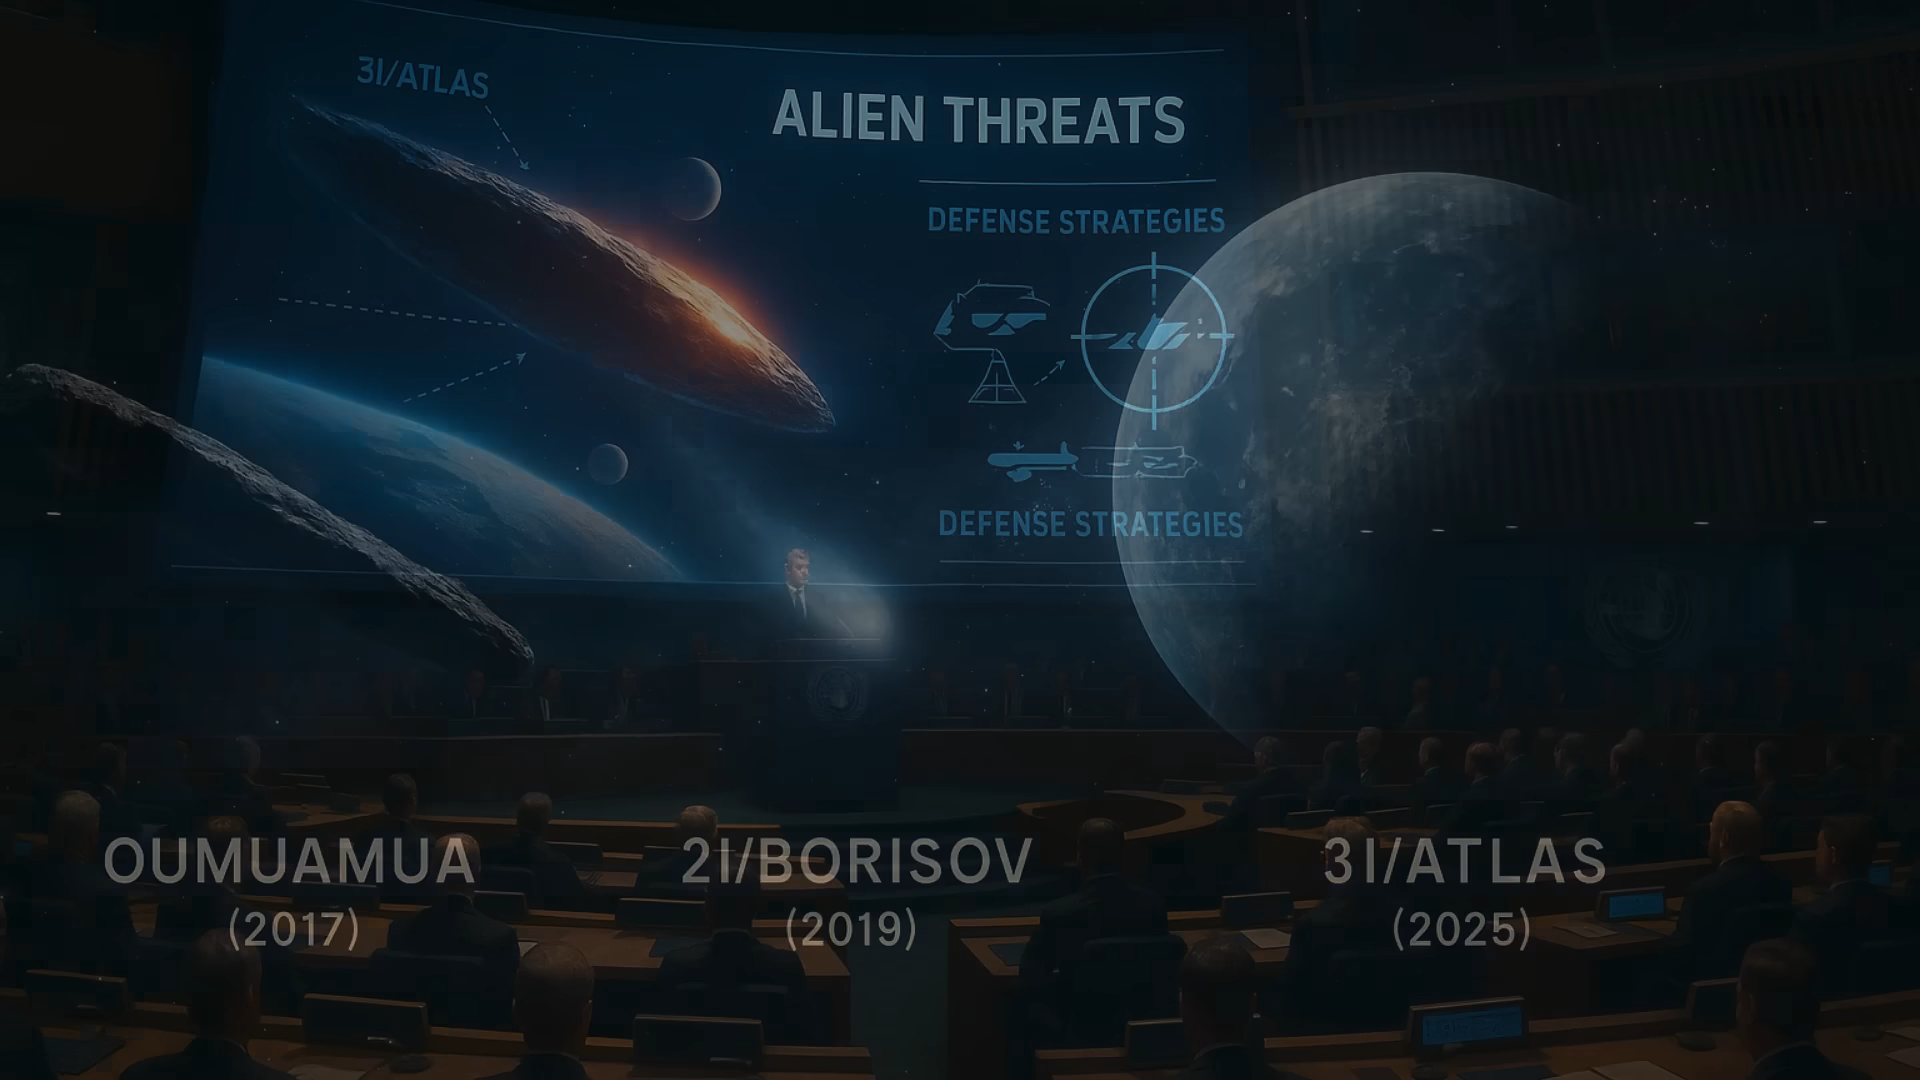 3I/ATLAS
ALIEN THREATS
DEFENSE STRATEGIES
DEFENSE STRATEGIES
OUMUAMUA
(2017)
2I/BORISOV
(2019)
3I/ATLAS
(2025)